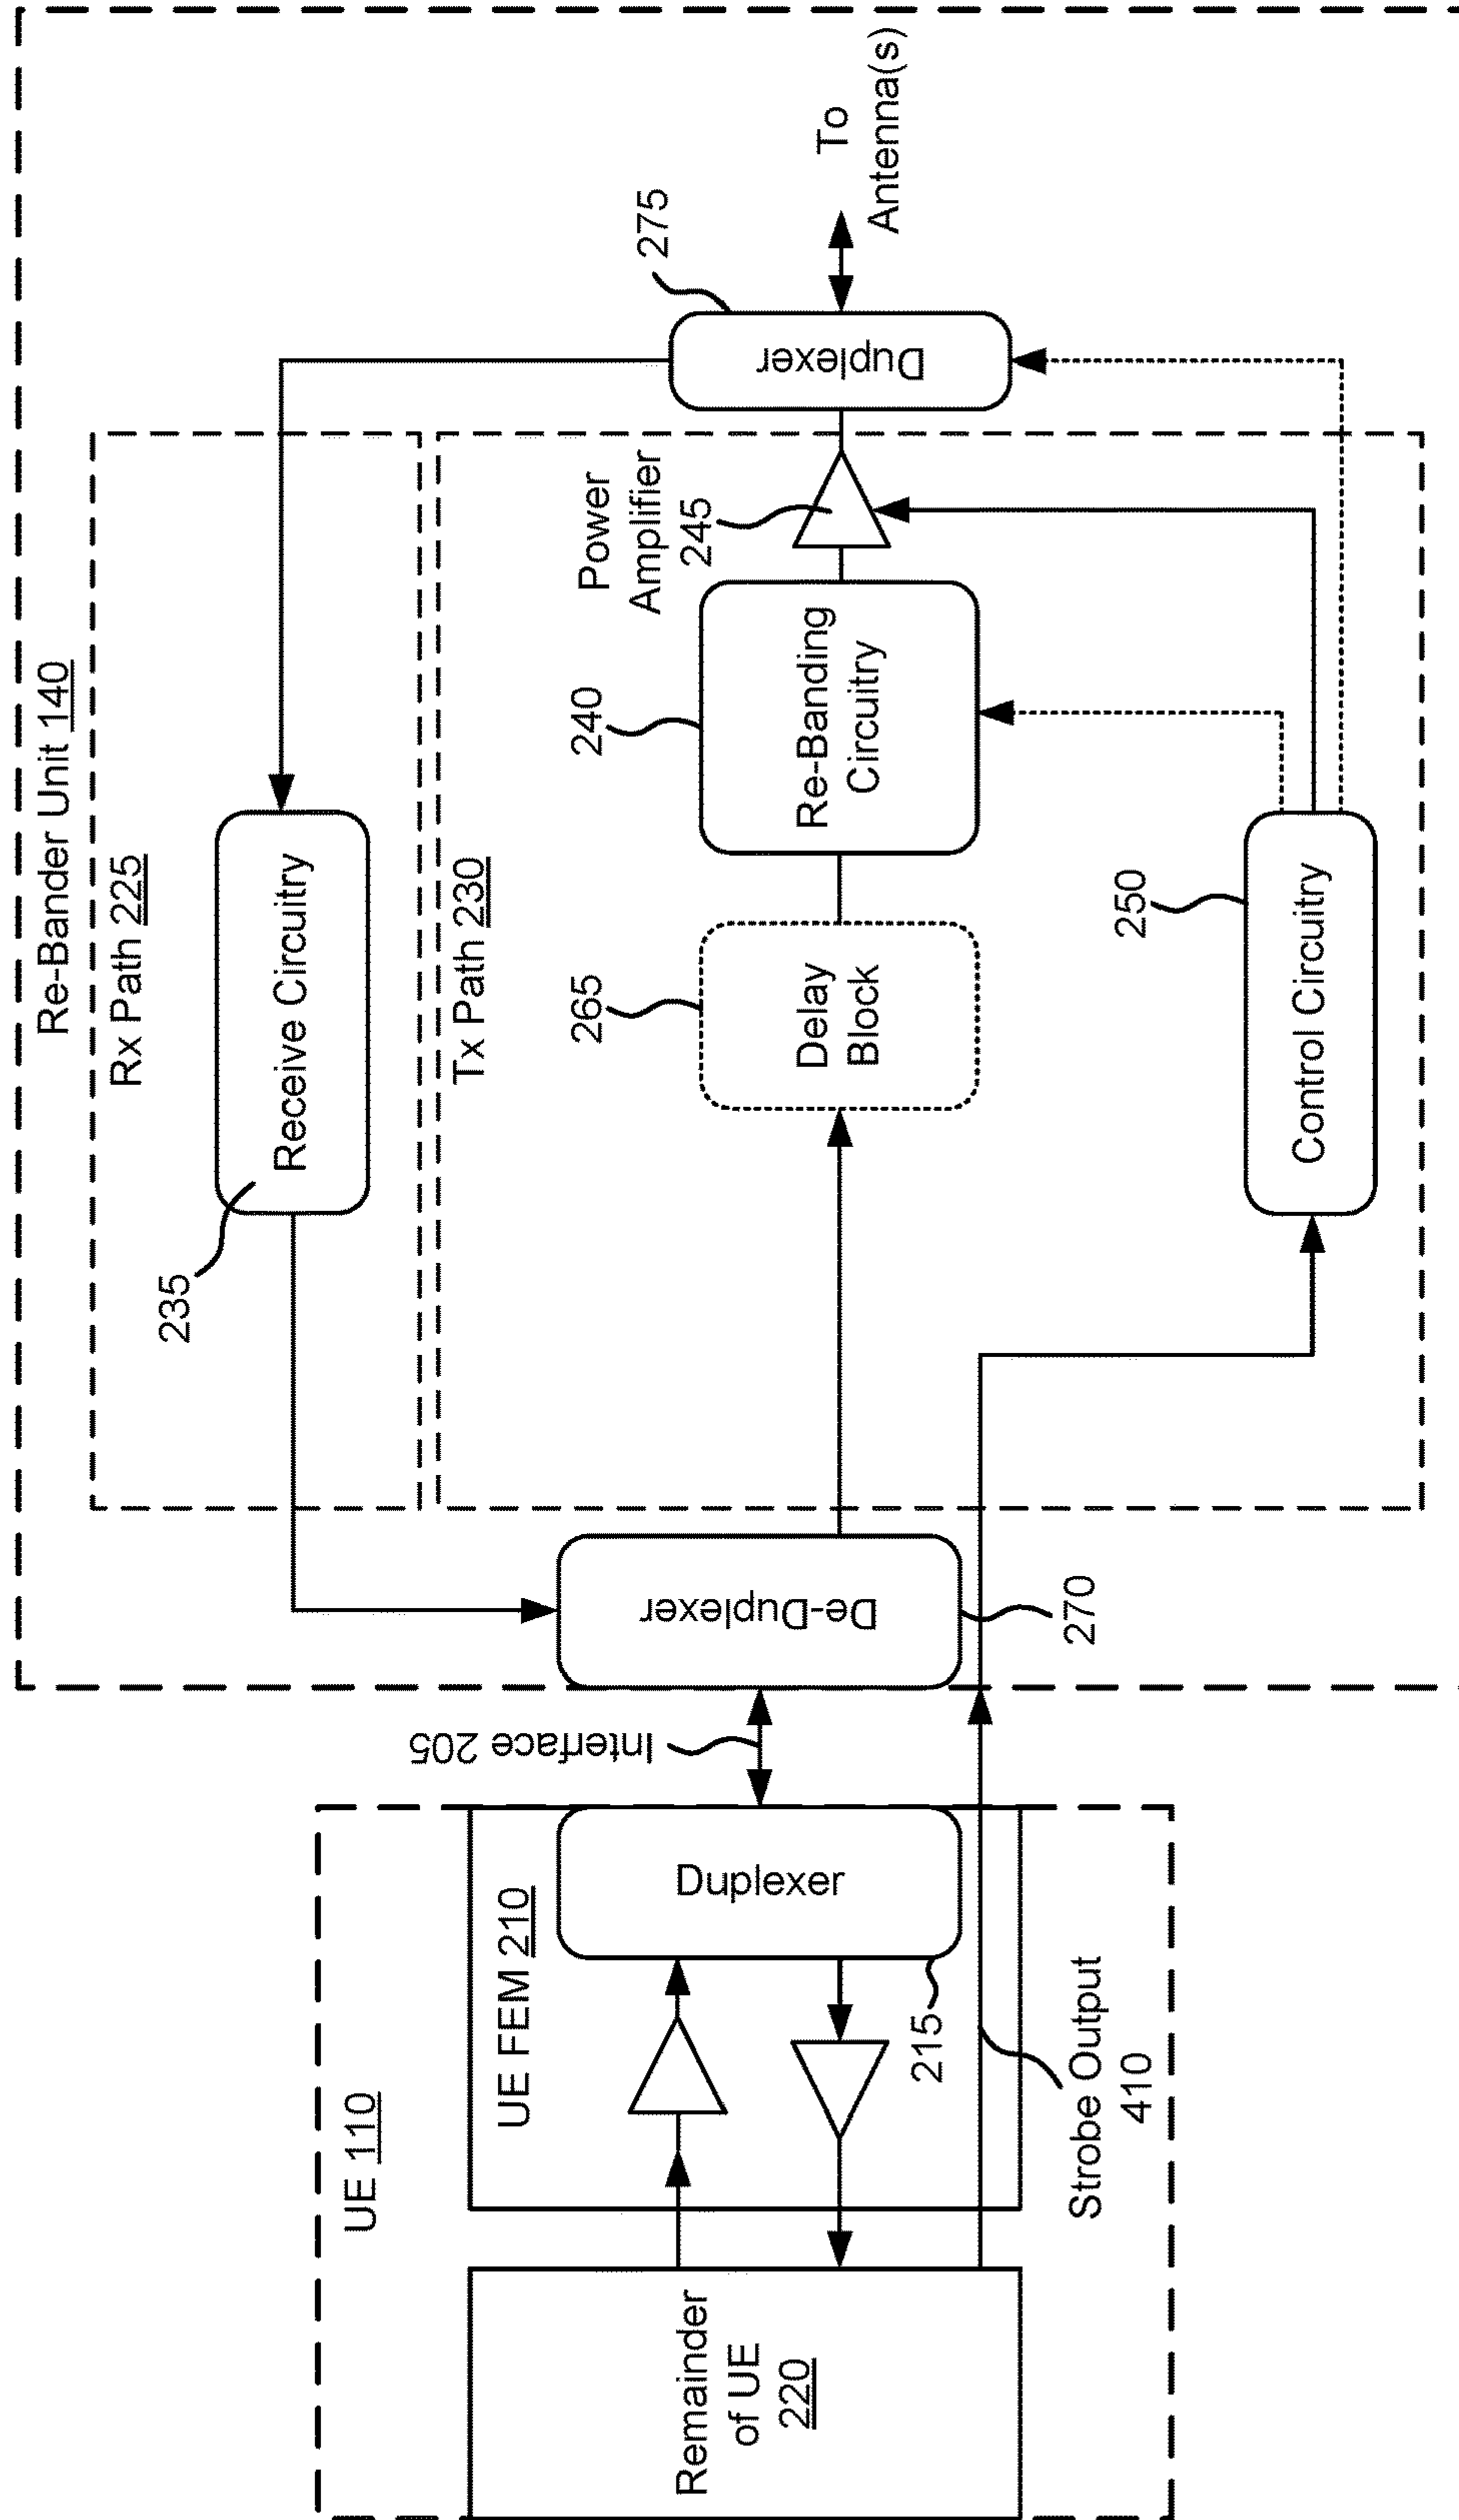 Re-Bander Unit 140
Rx Path 225
Receive Circuitry
235
Tx Path 230
Power
Amplifier
245
240
Re-Banding
Circuitry
265
Delay
Block
250
Control Circuitry
275
Duplexer
To
Antenna(s)
De-Duplexer
270
Interface 205
UE 110
UE FEM 210
Duplexer
215
Strobe Output
410
Remainder
of UE
220